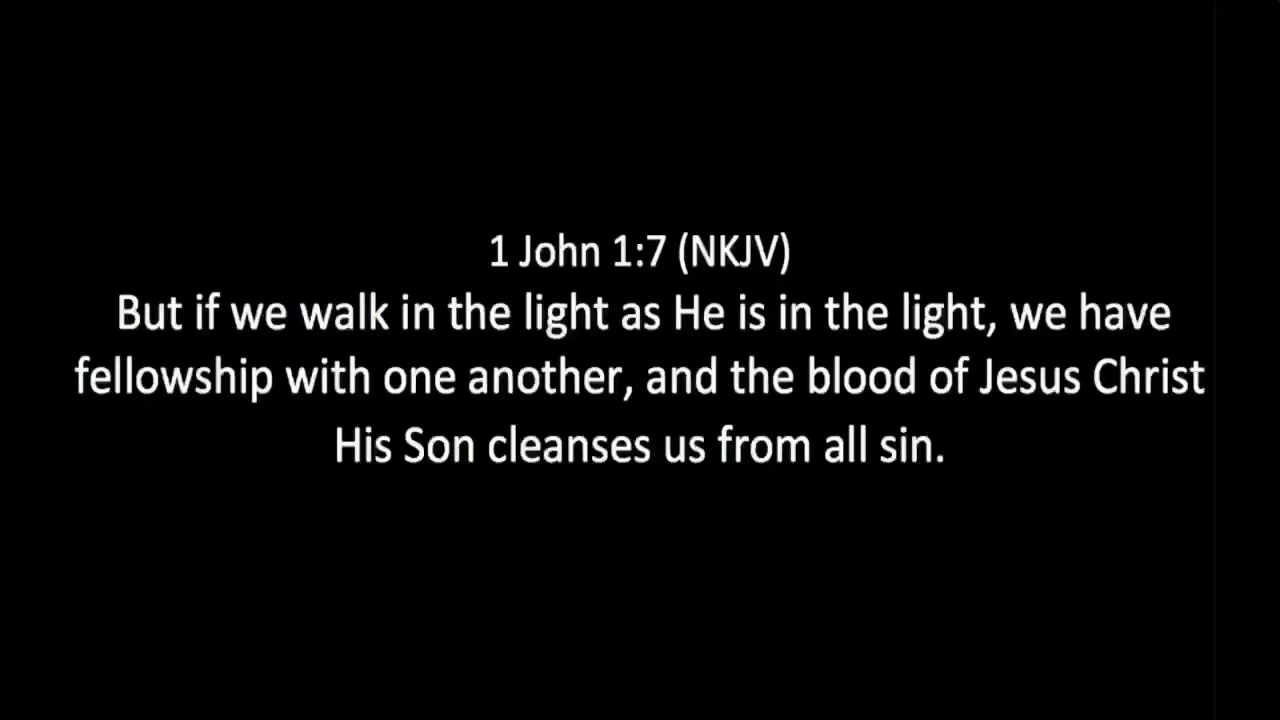 1 John 1:7 (NKJV)
But if we walk in the light as He is in the light, we have
fellowship with one another, and the blood of Jesus Christ
His Son cleanses us from all sin.